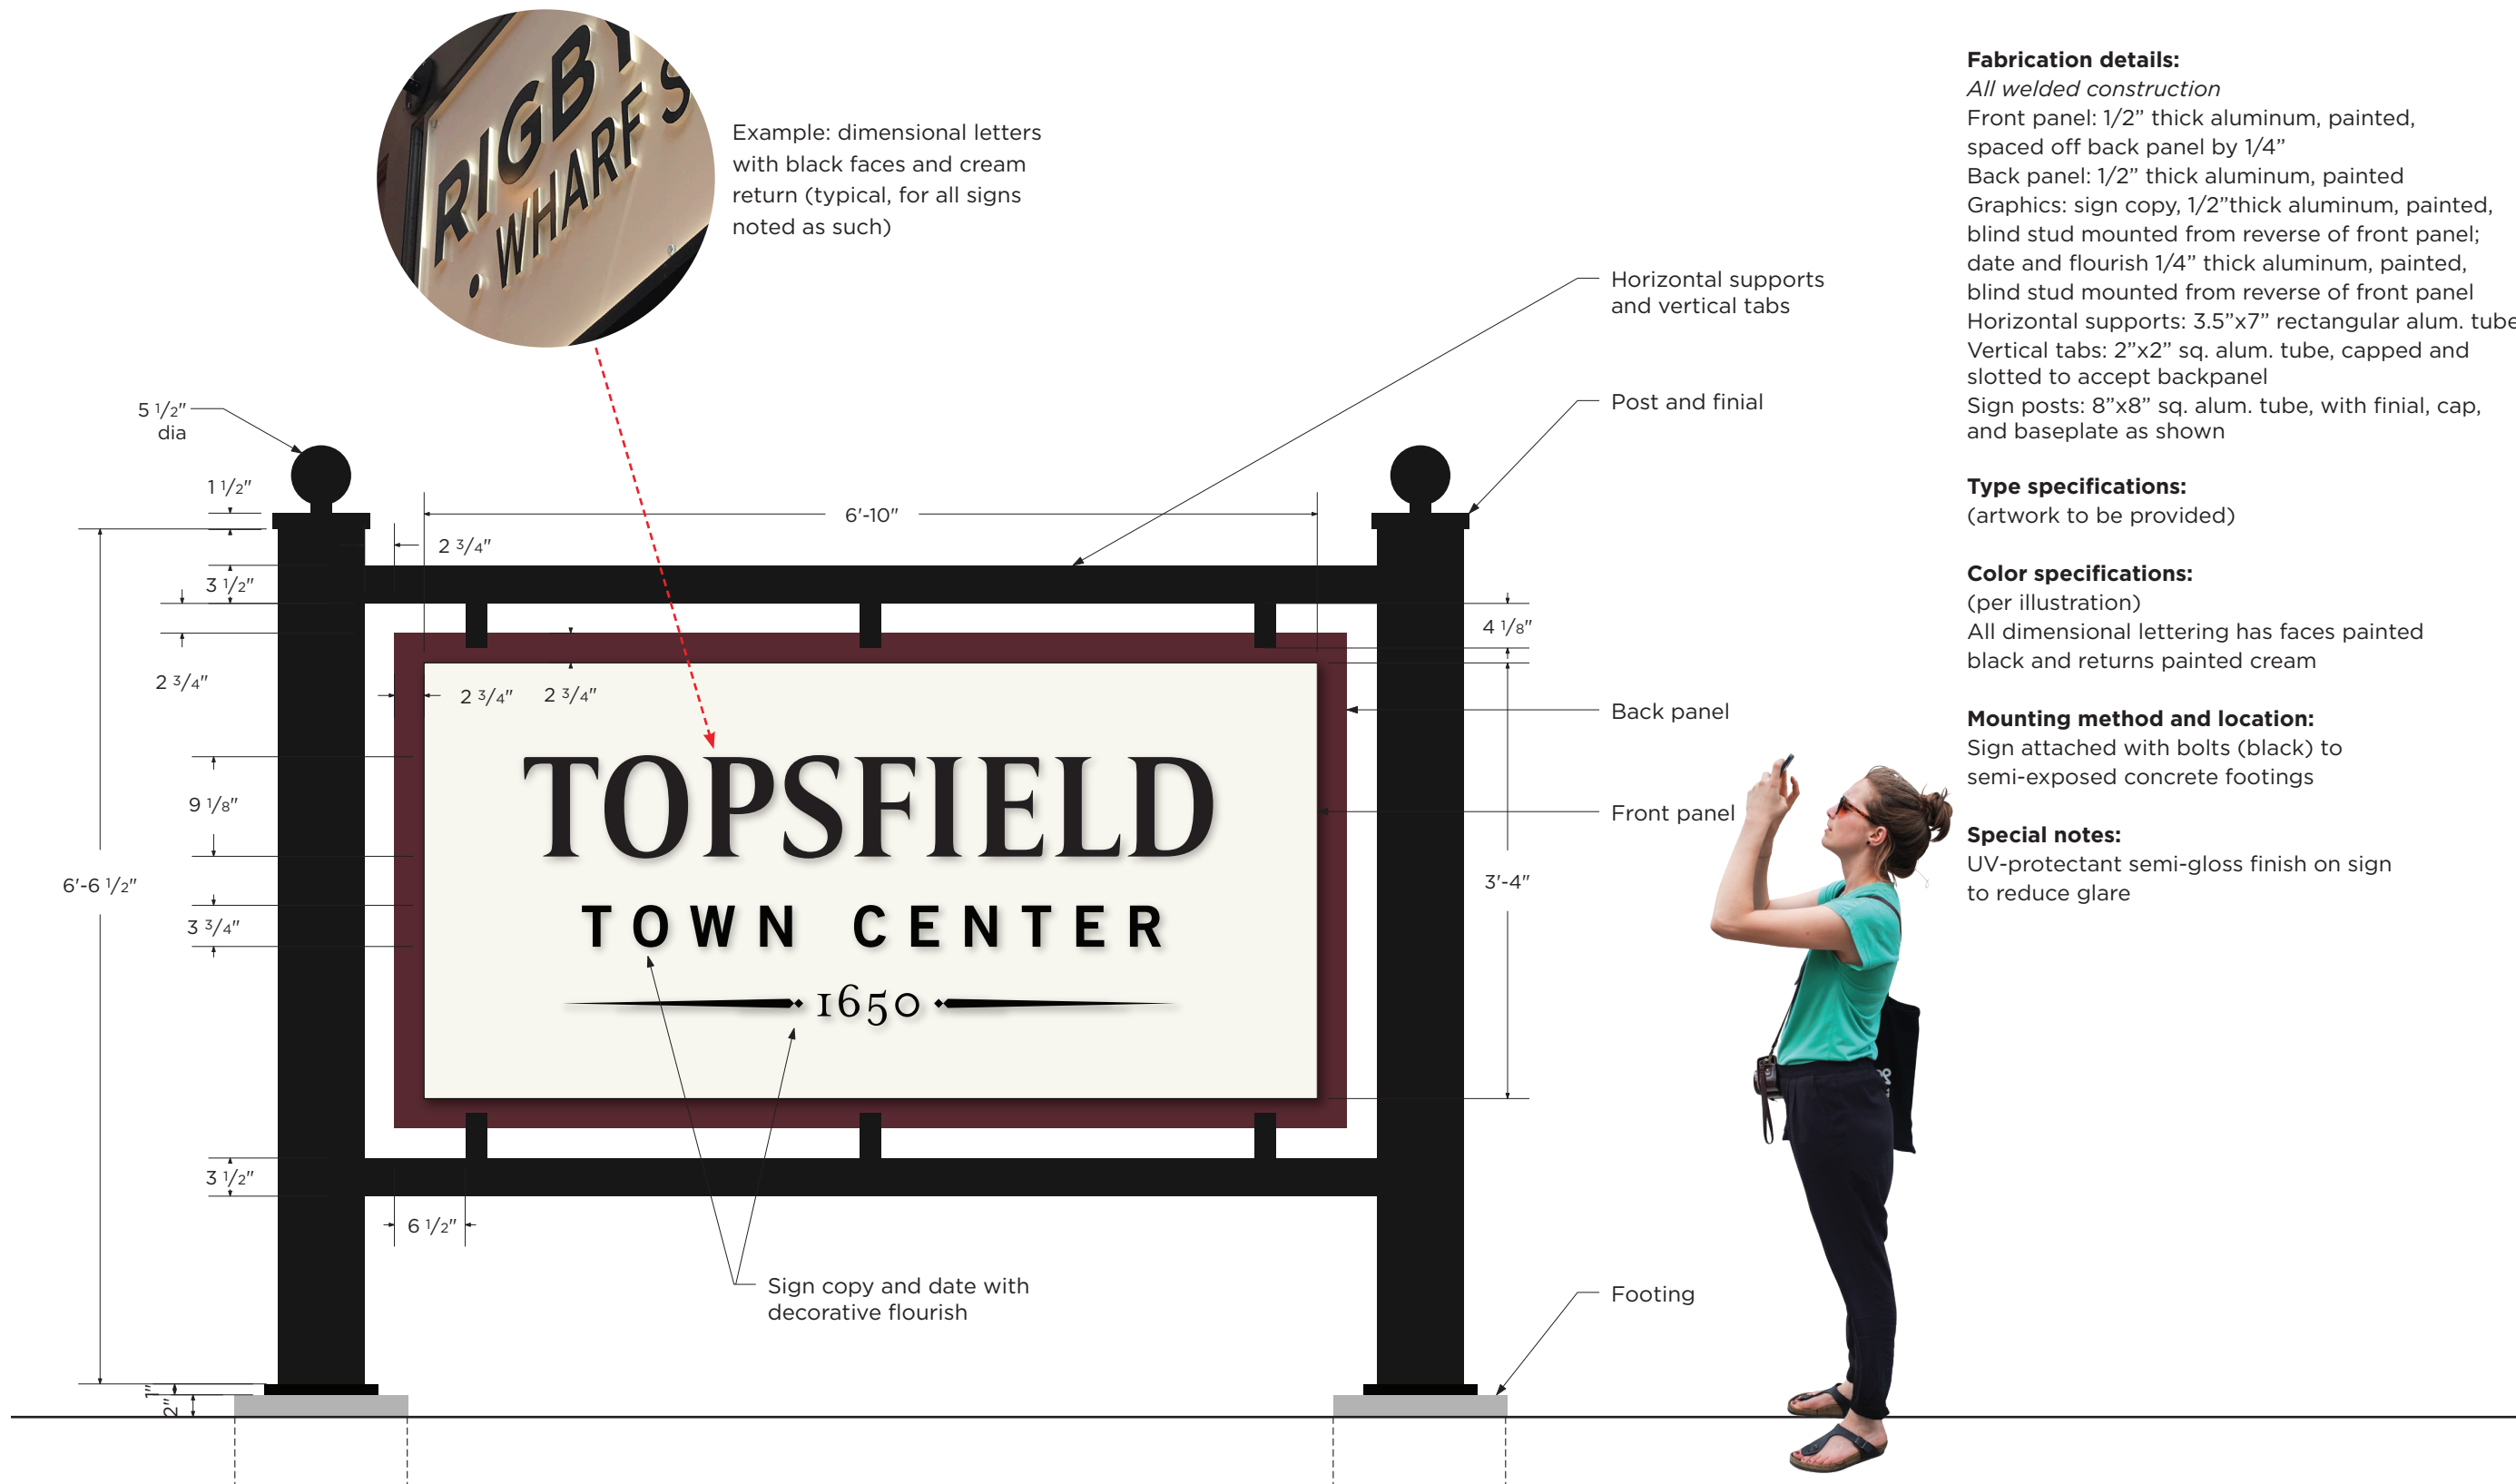 RIGBY
• WHARF S
Example: dimensional letters
with black faces and cream
return (typical, for all signs
noted as such)
Fabrication details:
All welded construction
Front panel: 1/2” thick aluminum, painted,
spaced off back panel by 1/4”
Back panel: 1/2” thick aluminum, painted
Graphics: sign copy, 1/2”thick aluminum, painted,
blind stud mounted from reverse of front panel;
date and flourish 1/4” thick aluminum, painted,
blind stud mounted from reverse of front panel
Horizontal supports: 3.5”x7” rectangular alum. tube
Vertical tabs: 2”x2” sq. alum. tube, capped and
slotted to accept backpanel
Sign posts: 8”x8” sq. alum. tube, with finial, cap,
and baseplate as shown
Type specifications:
(artwork to be provided)
Color specifications:
(per illustration)
All dimensional lettering has faces painted
black and returns painted cream
Mounting method and location:
Sign attached with bolts (black) to
semi-exposed concrete footings
Special notes:
UV-protectant semi-gloss finish on sign
to reduce glare
Horizontal supports
and vertical tabs
Post and finial
5 1/2"
dia
1 1/2"
6'-10"
2 3/4"
3 1/2"
4 1/8"
2 3/4"
2 3/4"
2 3/4"
Back panel
9 1/8"
Front panel
TOPSFIELD
6'-6 1/2"
3'-4"
3 3/4"
TOWN CENTER
1650
3 1/2"
6 1/2"
Sign copy and date with
decorative flourish
Footing
1"
2"